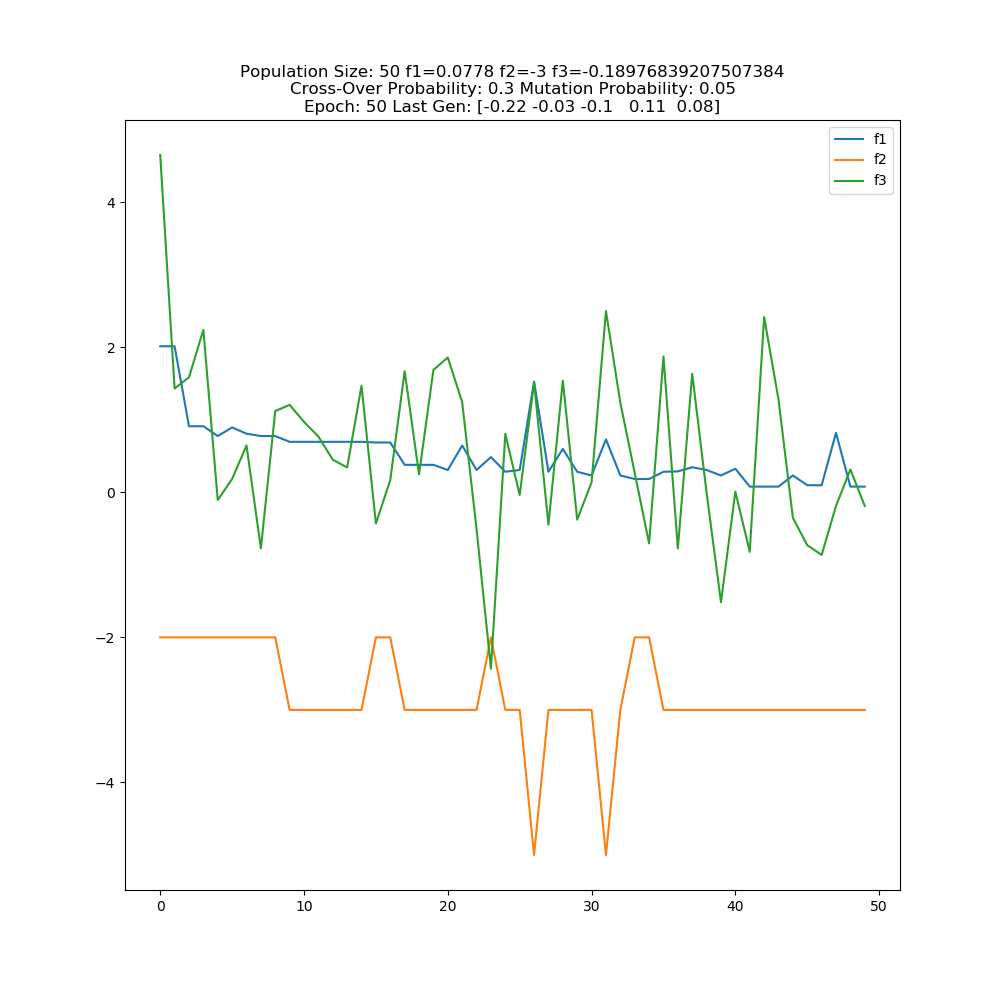 Population Size: 50 f1=0.0778 f2=-3 f3=-0.18976839207507384
Cross-Over Probability: 0.3 Mutation Probability: 0.05
Epoch: 50 Last Gen: [-0.22 -0.03 -0.1   0.11  0.08]
f1
f2
f3
4
2
0
−2
−4
0 10 20 30 40 50